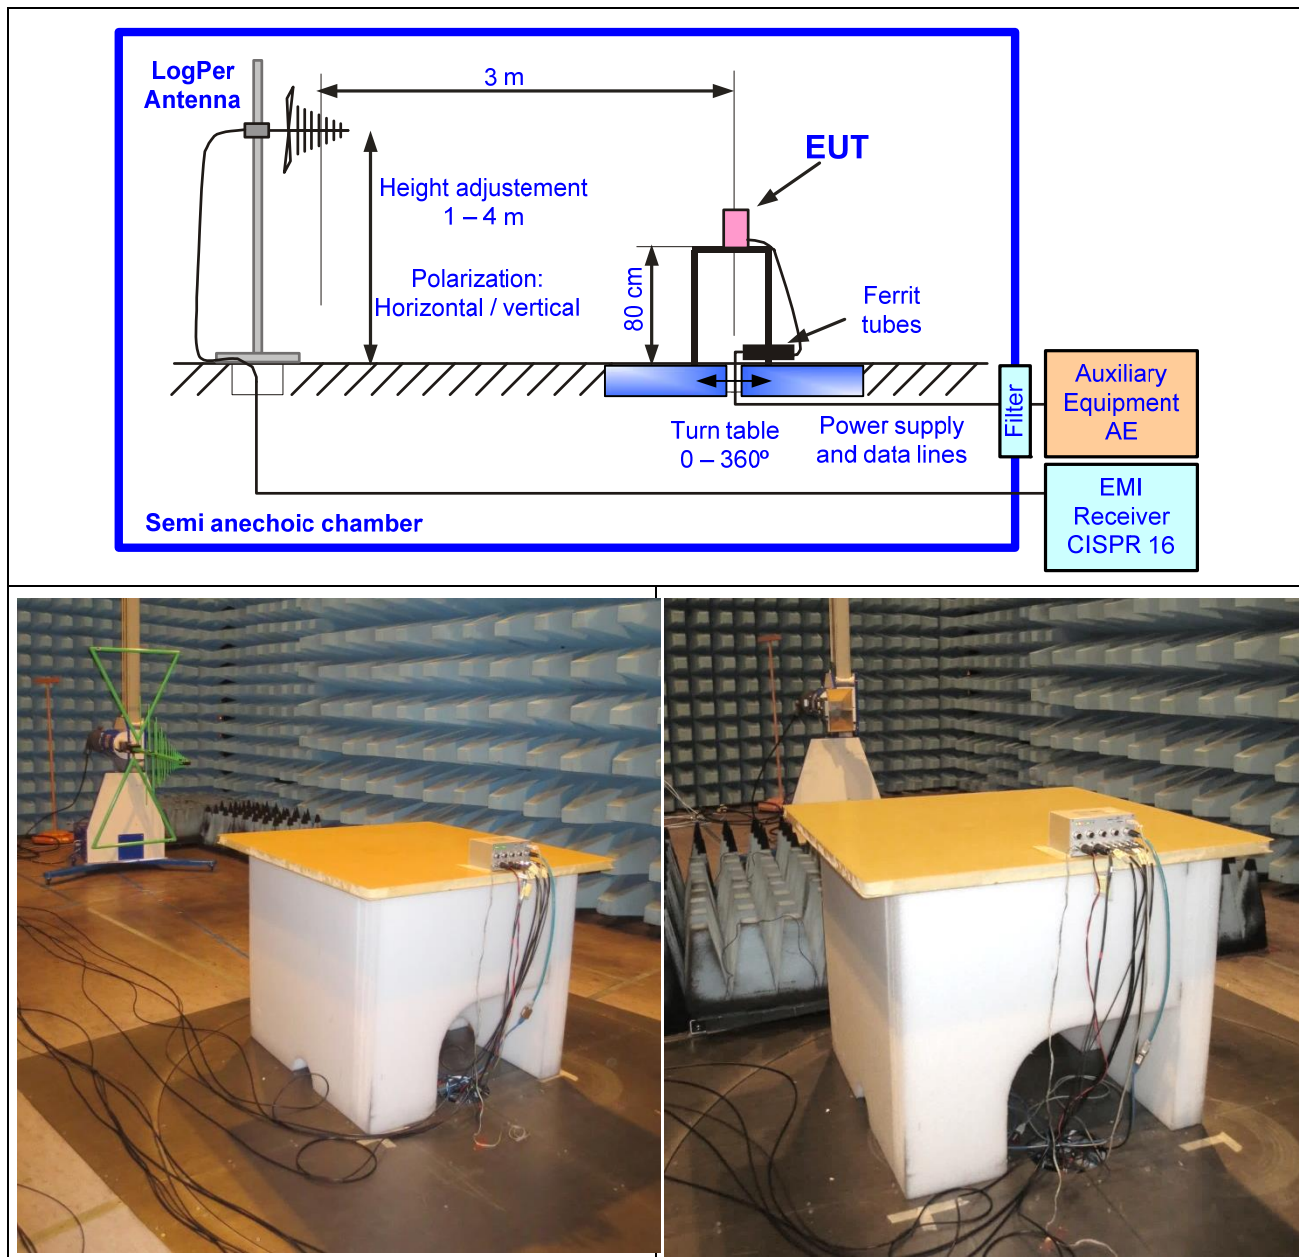 LogPer
Antenna
3 m
EUT
Height adjustement
1 – 4 m
Polarization:
Horizontal / vertical
80 cm
Ferrit
tubes
Turn table
0 – 360º
Power supply
and data lines
Filter
Auxiliary
Equipment
AE
EMI
Receiver
CISPR 16
Semi anechoic chamber